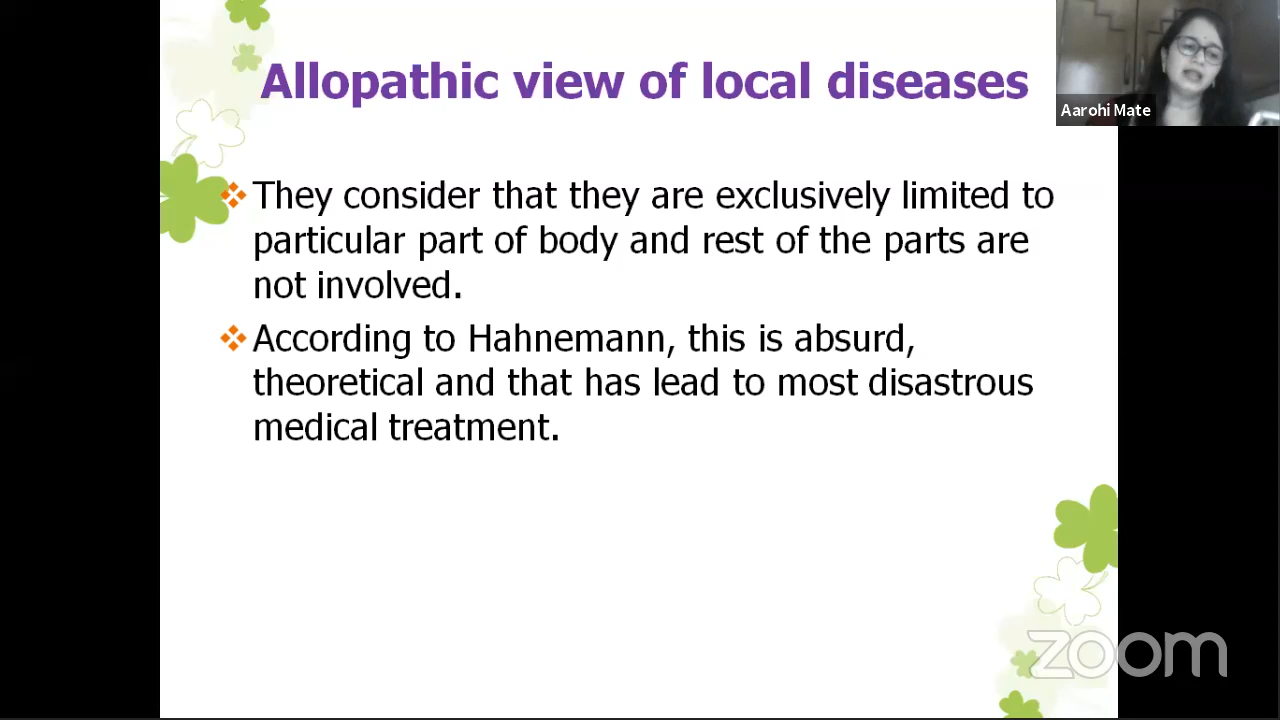 Allopathic view of local diseases
Aarohi Mate
They consider that they are exclusively limited to
particular part of body and rest of the parts are
not involved.
According to Hahnemann, this is absurd,
theoretical and that has lead to most disastrous
medical treatment.
zoom